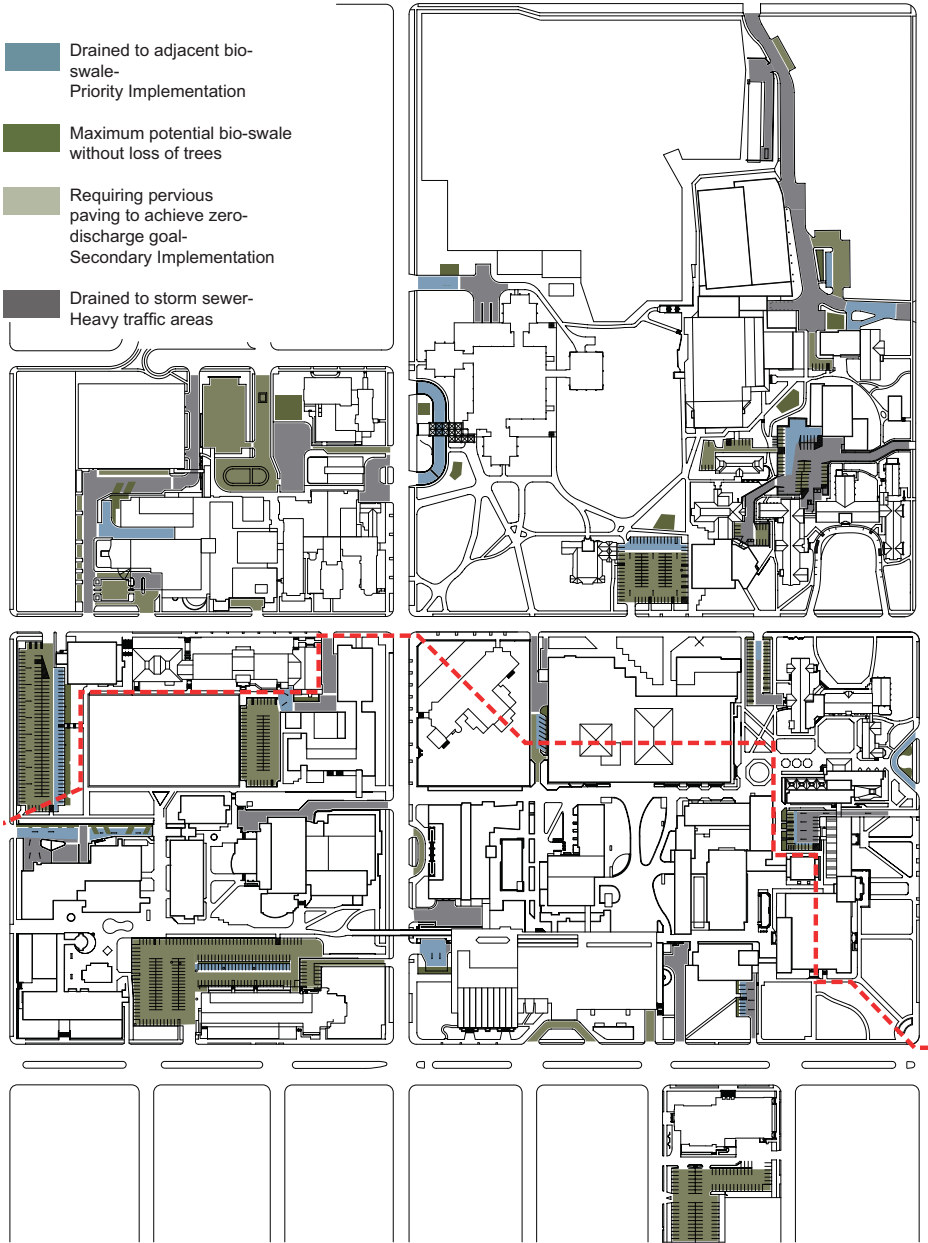 Drained to adjacent bio-
swale-
Priority Implementation
Maximum potential bio-swale
without loss of trees
Requiring pervious
paving to achieve zero-
discharge goal-
Secondary Implementation
Drained to storm sewer-
Heavy traffic areas